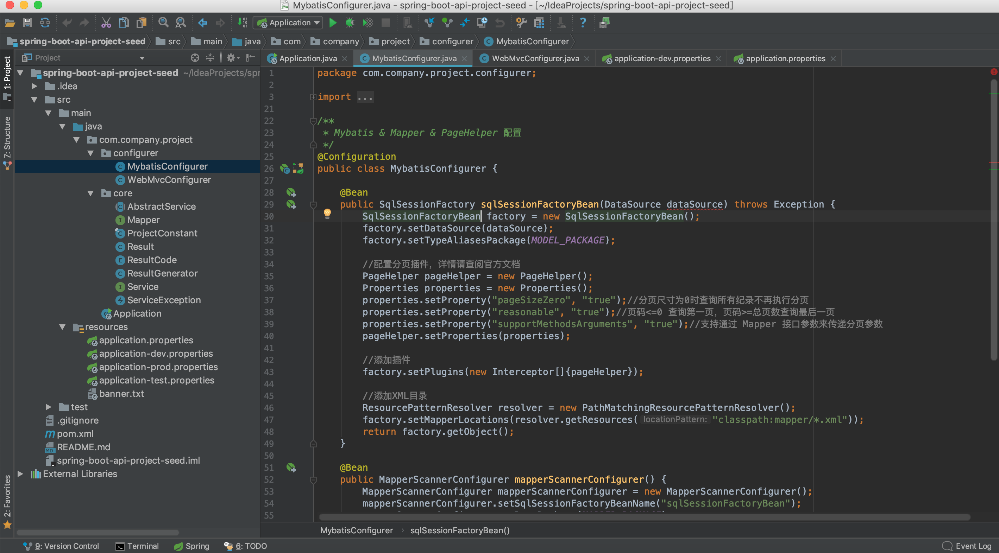 MybatisConfigurer.java - spring-boot-api-project-seed - [~/IdeaProjects/spring-boot-api-project-seed]
Application
spring-boot-api-project-seed src main java com company project configurer MybatisConfigurer
Project
Application.java MybatisConfigurer.java WebMvcConfigurer.java application-dev.properties application.properties
1: Project
7: Structure
2: Favorites
spring-boot-api-project-seed ~/IdeaProjects/spr
.idea
src
main
java
com.company.project
configurer
MybatisConfigurer
WebMvcConfigurer
core
AbstractService
Mapper
ProjectConstant
Result
ResultCode
ResultGenerator
Service
ServiceException
Application
resources
application.properties
application-dev.properties
application-prod.properties
application-test.properties
banner.txt
test
.gitignore
pom.xml
README.md
spring-boot-api-project-seed.iml
External Libraries
1 package com.company.project.configurer;
2
3 import ...
21
22 /**
23 * Mybatis & Mapper & PageHelper 配置
24 */
25 @Configuration
26 public class MybatisConfigurer {
27
28 @Bean
29 public SqlSessionFactory sqlSessionFactoryBean(DataSource dataSource) throws Exception {
30 SqlSessionFactoryBean factory = new SqlSessionFactoryBean();
31 factory.setDataSource(dataSource);
32 factory.setTypeAliasesPackage(MODEL_PACKAGE);
33
34 //配置分页插件，详情请查阅官方文档
35 PageHelper pageHelper = new PageHelper();
36 Properties properties = new Properties();
37 properties.setProperty("pageSizeZero", "true");//分页尺寸为0时查询所有纪录不再执行分页
38 properties.setProperty("reasonable", "true");//页码<=0 查询第一页，页码>=总页数查询最后一页
39 properties.setProperty("supportMethodsArguments", "true");//支持通过 Mapper 接口参数来传递分页参数
40 pageHelper.setProperties(properties);
41
42 //添加插件
43 factory.setPlugins(new Interceptor[]{pageHelper});
44
45 //添加XML目录
46 ResourcePatternResolver resolver = new PathMatchingResourcePatternResolver();
47 factory.setMapperLocations(resolver.getResources( locationPattern: "classpath:mapper/*.xml"));
48 return factory.getObject();
49 }
50
51 @Bean
52 public MapperScannerConfigurer mapperScannerConfigurer() {
53 MapperScannerConfigurer mapperScannerConfigurer = new MapperScannerConfigurer();
54 mapperScannerConfigurer.setSqlSessionFactoryBeanName("sqlSessionFactoryBean");
55
MybatisConfigurer › sqlSessionFactoryBean()
9: Version Control Terminal Spring 6: TODO Event Log